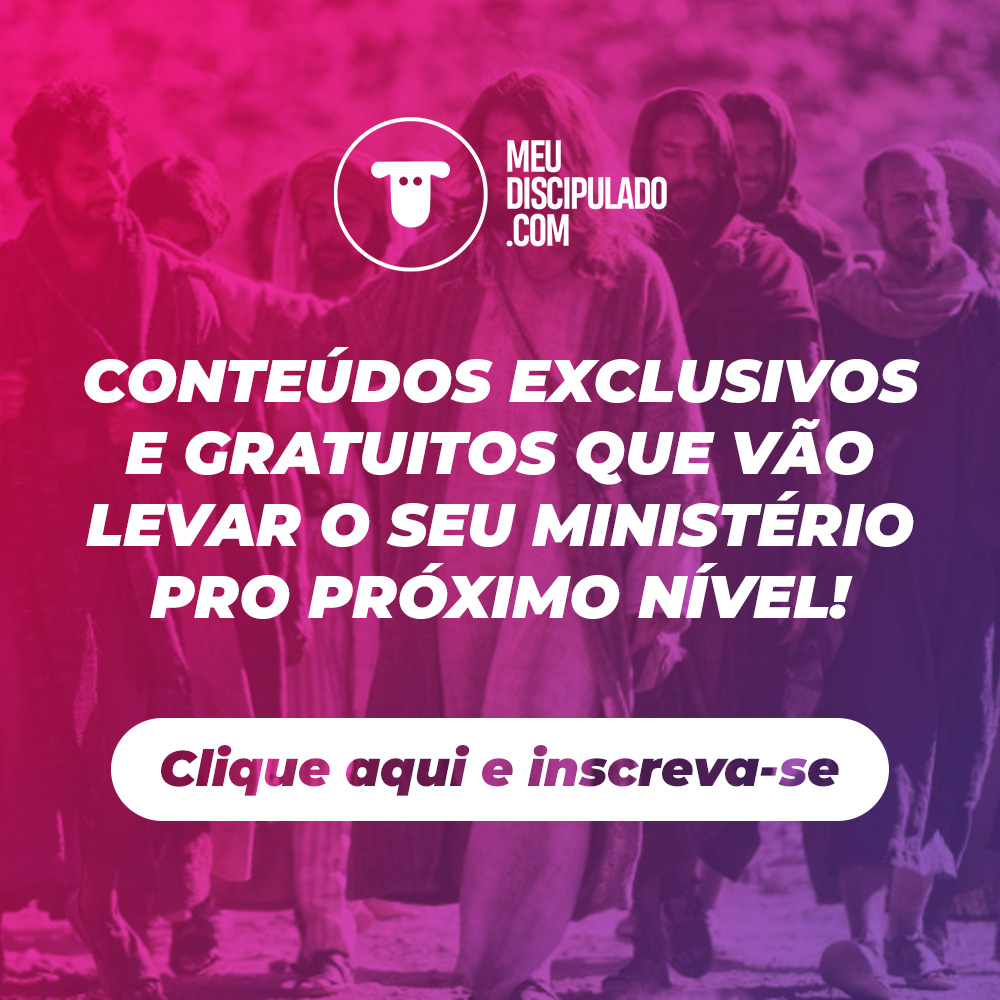 MEU
DISCIPULADO
.COM
CONTEÚDOS EXCLUSIVOS
E GRATUITOS QUE VÃO
LEVAR O SEU MINISTÉRIO
PRO PRÓXIMO NÍVEL!
Clique aqui e inscreva-se